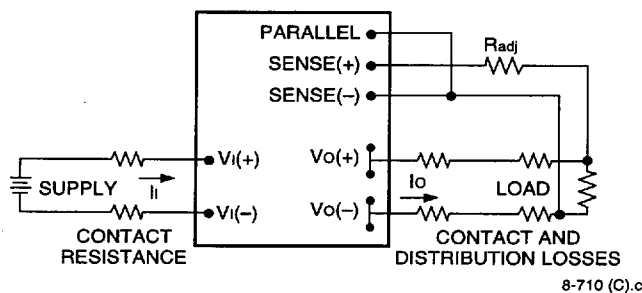 PARALLEL
SENSE(+)
SENSE(–)
Radj
VI(+)
VO(+)
SUPPLY
II
IO
LOAD
VI(–)
VO(–)
CONTACT
RESISTANCE
CONTACT AND
DISTRIBUTION LOSSES
8-710 (C).c